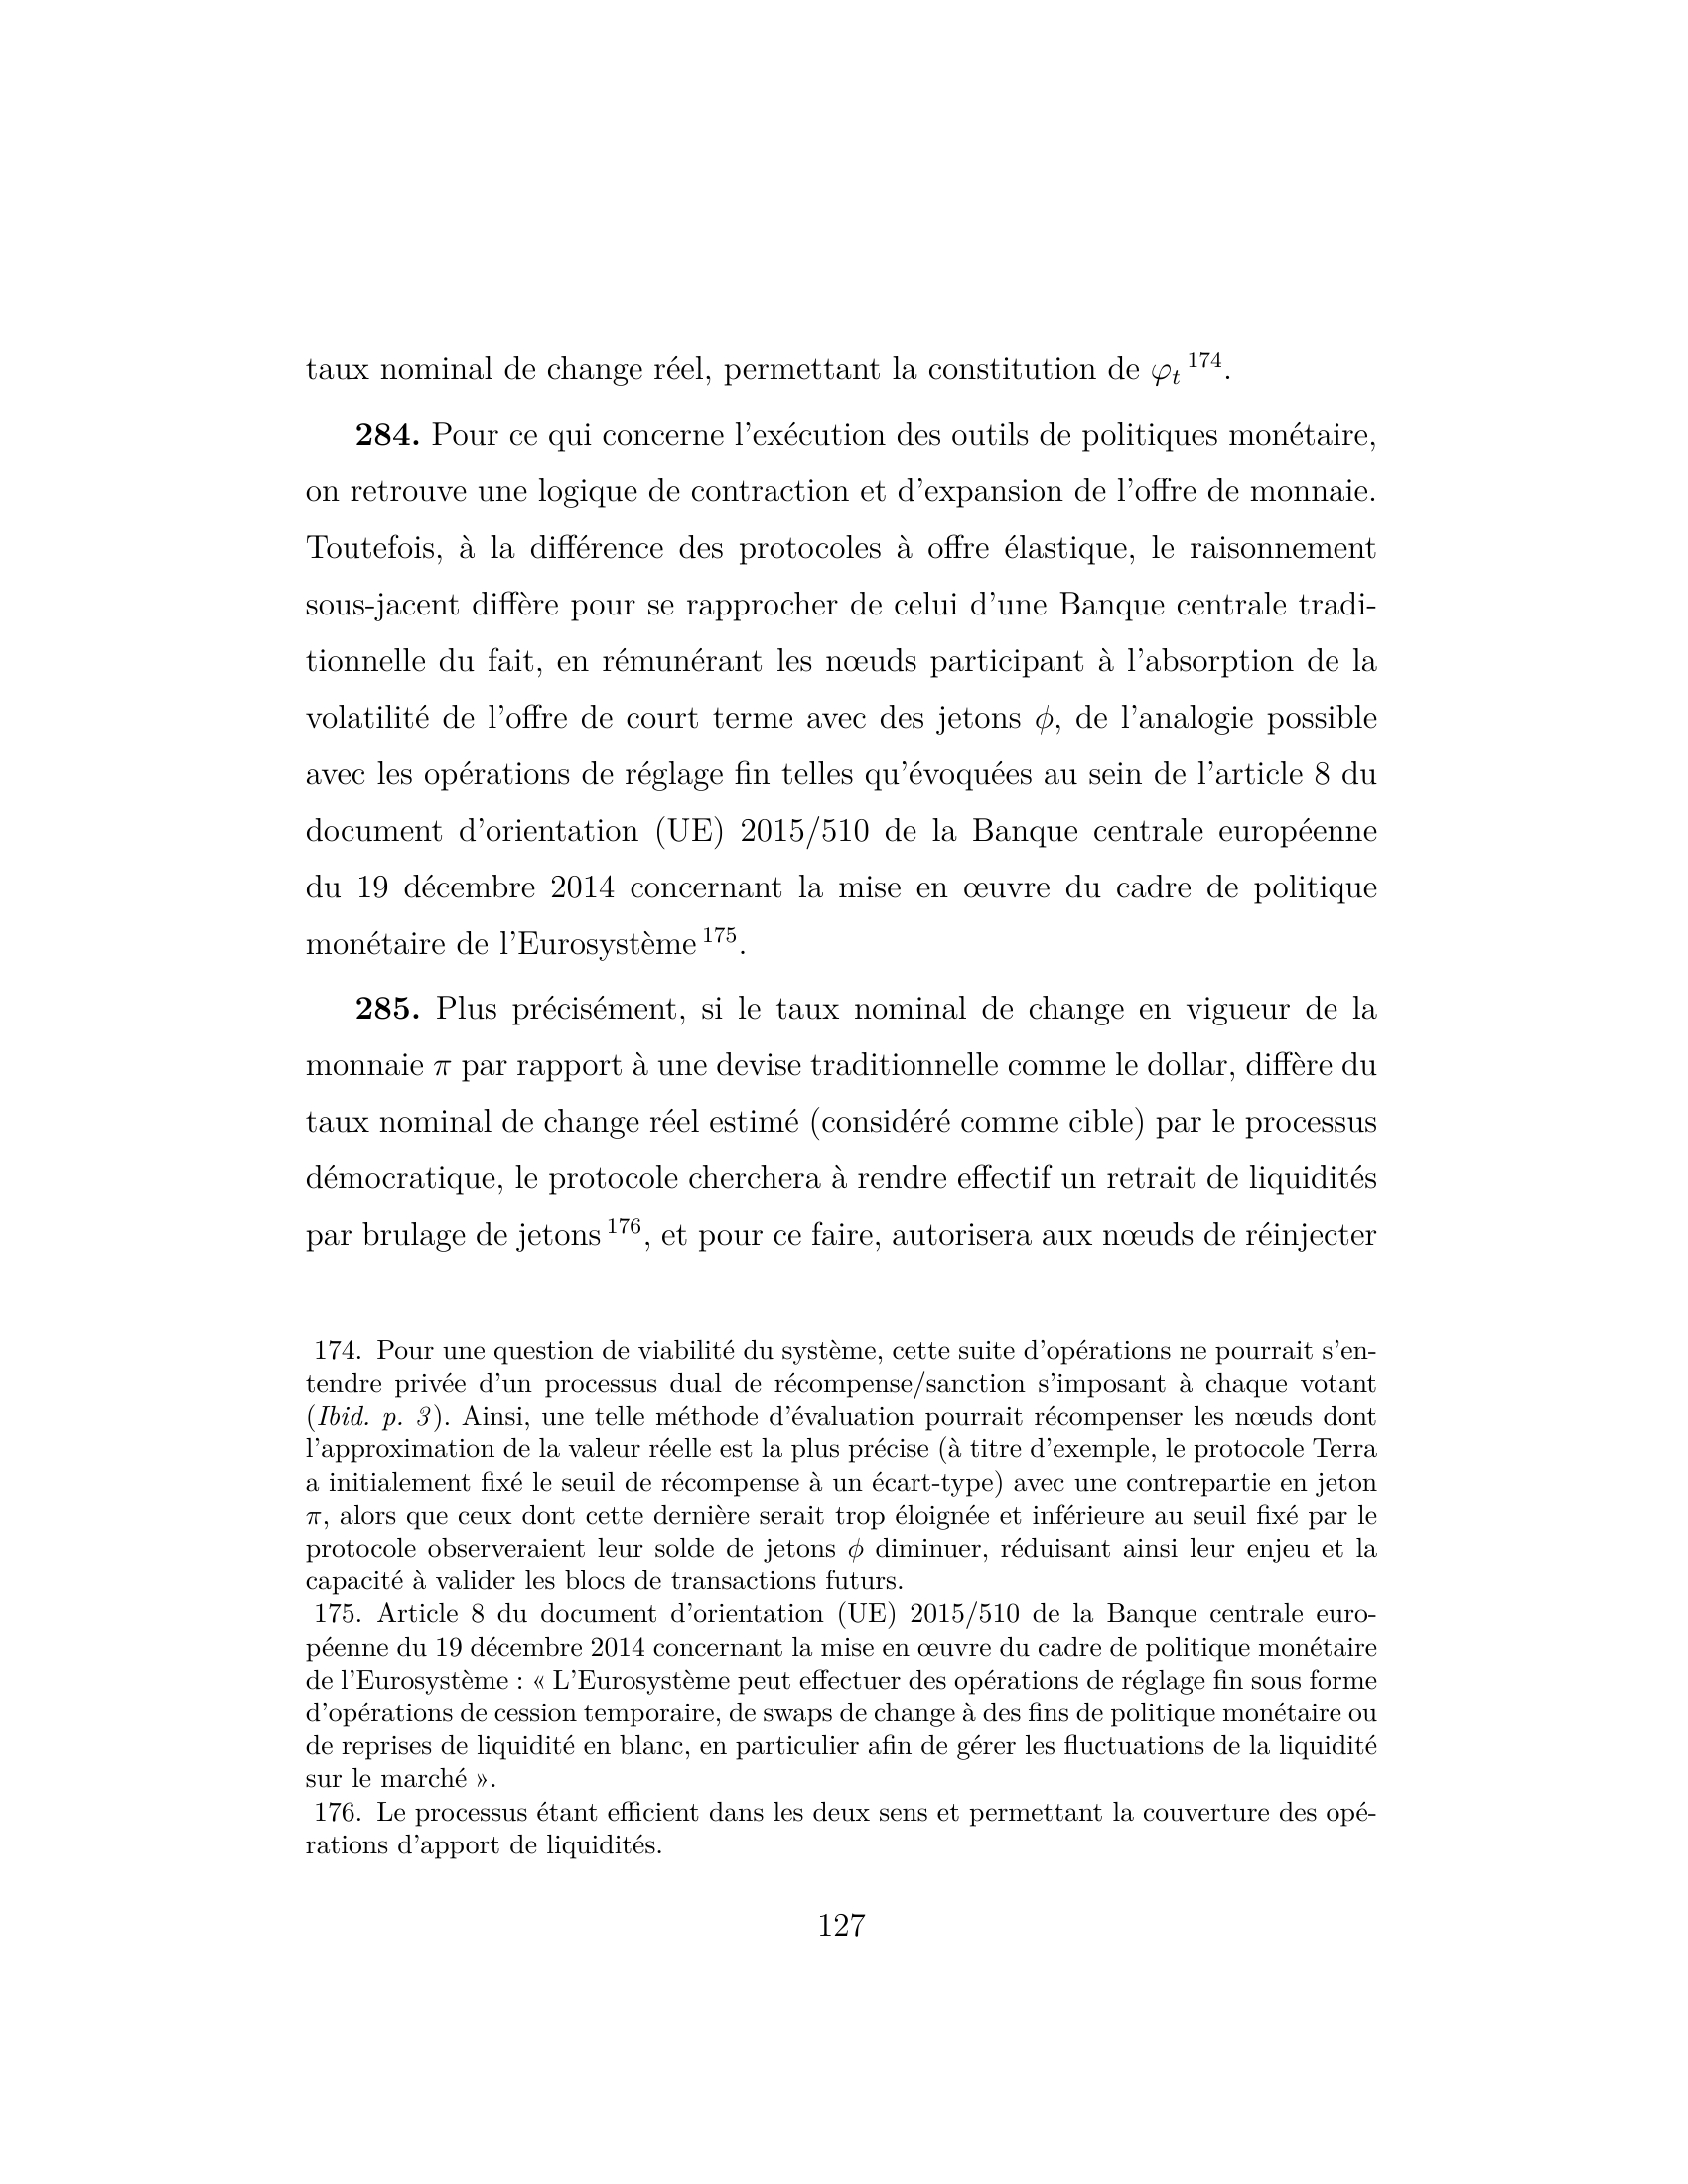 taux nominal de change réel, permettant la constitution de φₜ ¹⁷⁴.
284. Pour ce qui concerne l'exécution des outils de politiques monétaire,
on retrouve une logique de contraction et d'expansion de l'offre de monnaie.
Toutefois, à la différence des protocoles à offre élastique, le raisonnement
sous-jacent diffère pour se rapprocher de celui d'une Banque centrale tradi-
tionnelle du fait, en rémunérant les nœuds participant à l'absorption de la
volatilité de l'offre de court terme avec des jetons ϕ, de l'analogie possible
avec les opérations de réglage fin telles qu'évoquées au sein de l'article 8 du
document d'orientation (UE) 2015/510 de la Banque centrale européenne
du 19 décembre 2014 concernant la mise en œuvre du cadre de politique
monétaire de l'Eurosystème ¹⁷⁵.
285. Plus précisément, si le taux nominal de change en vigueur de la
monnaie π par rapport à une devise traditionnelle comme le dollar, diffère du
taux nominal de change réel estimé (considéré comme cible) par le processus
démocratique, le protocole cherchera à rendre effectif un retrait de liquidités
par brulage de jetons ¹⁷⁶, et pour ce faire, autorisera aux nœuds de réinjecter
174. Pour une question de viabilité du système, cette suite d'opérations ne pourrait s'en-
tendre privée d'un processus dual de récompense/sanction s'imposant à chaque votant
(Ibid. p. 3). Ainsi, une telle méthode d'évaluation pourrait récompenser les nœuds dont
l'approximation de la valeur réelle est la plus précise (à titre d'exemple, le protocole Terra
a initialement fixé le seuil de récompense à un écart-type) avec une contrepartie en jeton
π, alors que ceux dont cette dernière serait trop éloignée et inférieure au seuil fixé par le
protocole observeraient leur solde de jetons ϕ diminuer, réduisant ainsi leur enjeu et la
capacité à valider les blocs de transactions futurs.
175. Article 8 du document d'orientation (UE) 2015/510 de la Banque centrale euro-
péenne du 19 décembre 2014 concernant la mise en œuvre du cadre de politique monétaire
de l'Eurosystème : « L'Eurosystème peut effectuer des opérations de réglage fin sous forme
d'opérations de cession temporaire, de swaps de change à des fins de politique monétaire ou
de reprises de liquidité en blanc, en particulier afin de gérer les fluctuations de la liquidité
sur le marché ».
176. Le processus étant efficient dans les deux sens et permettant la couverture des opé-
rations d'apport de liquidités.
127